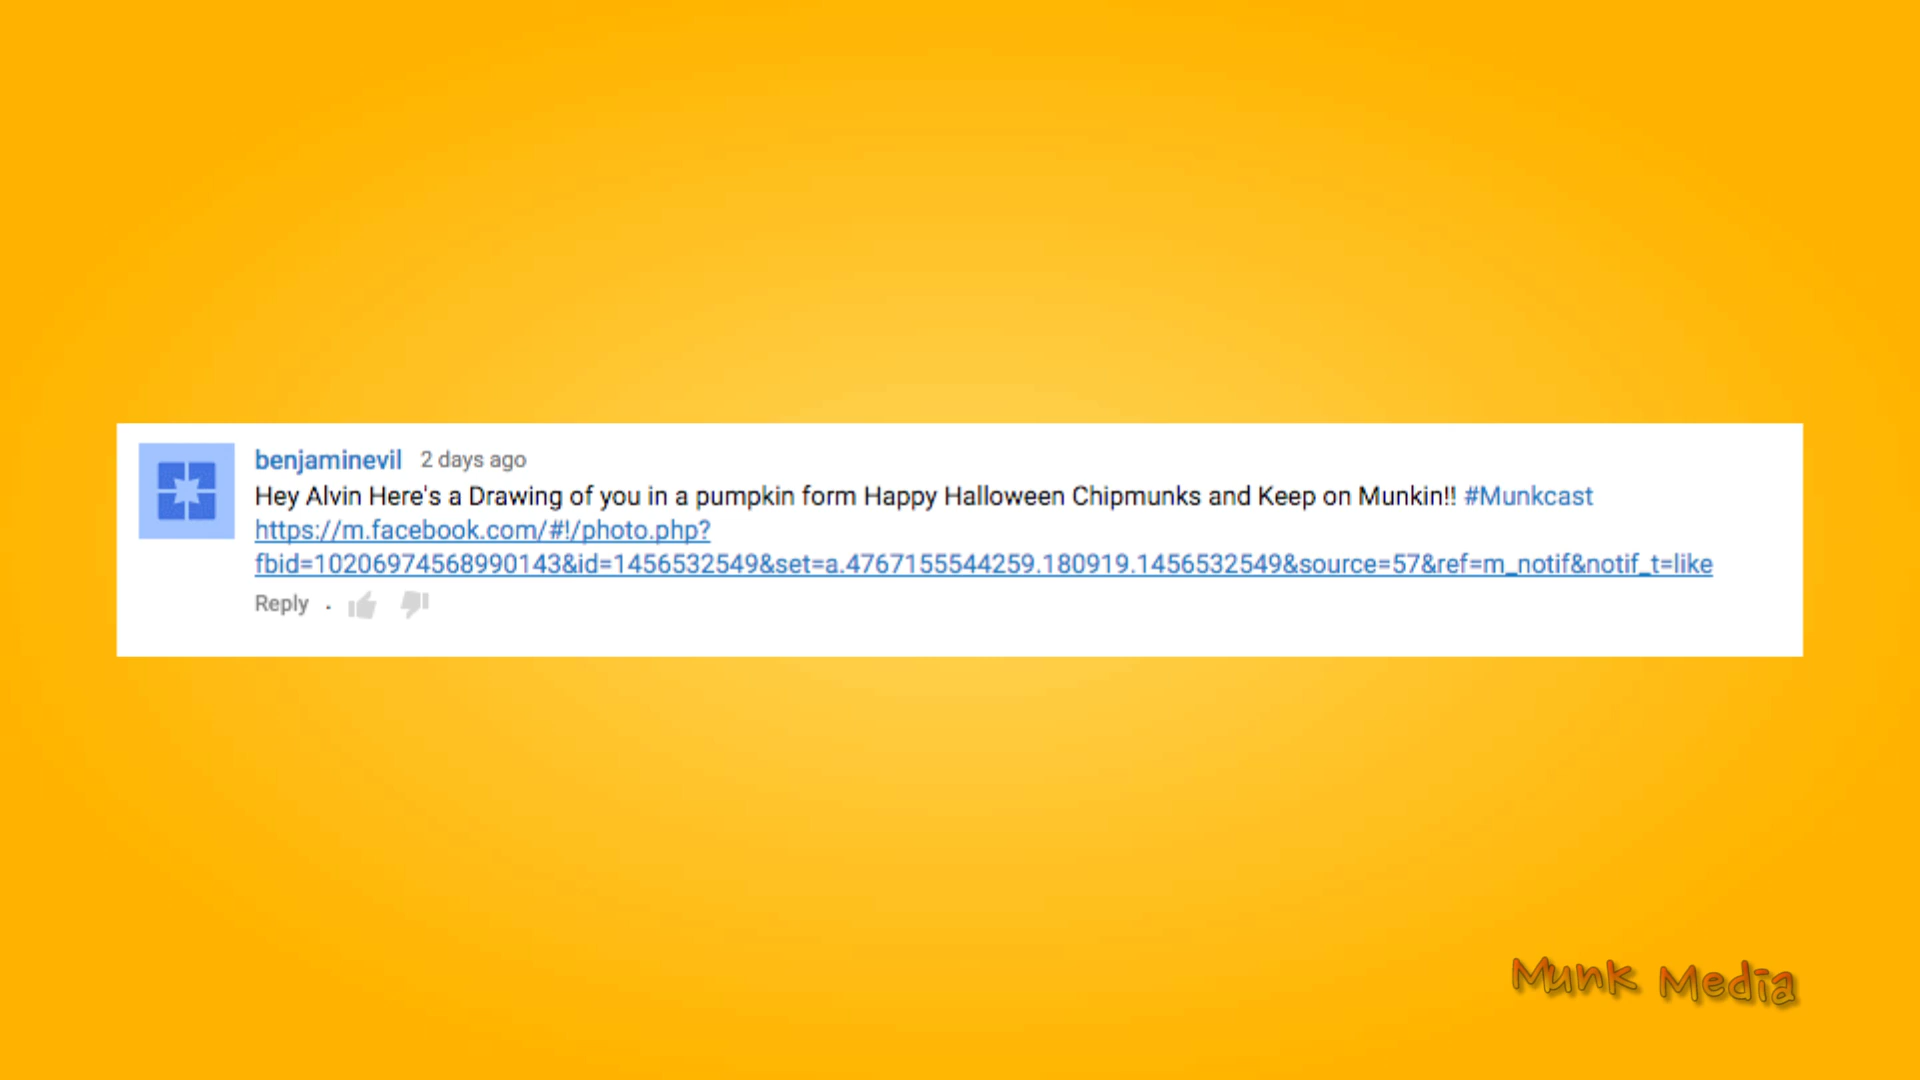 benjaminevil 2 days ago
Hey Alvin Here's a Drawing of you in a pumpkin form Happy Halloween Chipmunks and Keep on Munkin!! #Munkcast
https://m.facebook.com/#!/photo.php?
fbid=10206974568990143&id=1456532549&set=a.4767155544259.180919.1456532549&source=57&ref=m_notif&notif_t=like
Reply .
Munk Media